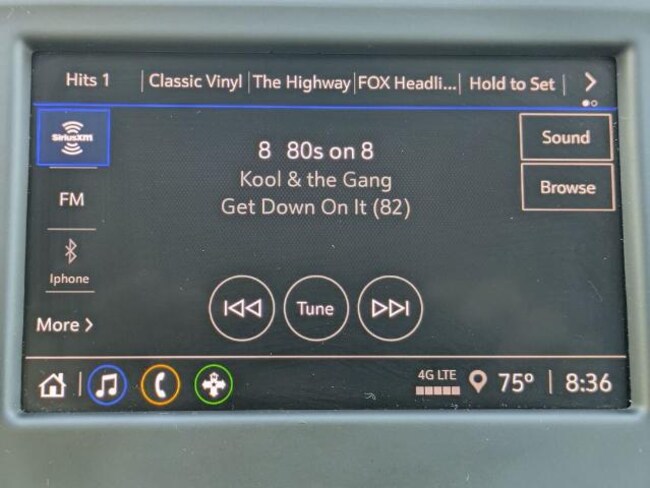 Hits 1
Classic Vinyl
The Highway
FOX Headli...
Hold to Set
SiriusXM
8 80s on 8
Sound
Kool & the Gang
Browse
FM
Get Down On It (82)
Iphone
Tune
More
4G LTE
75°
8:36